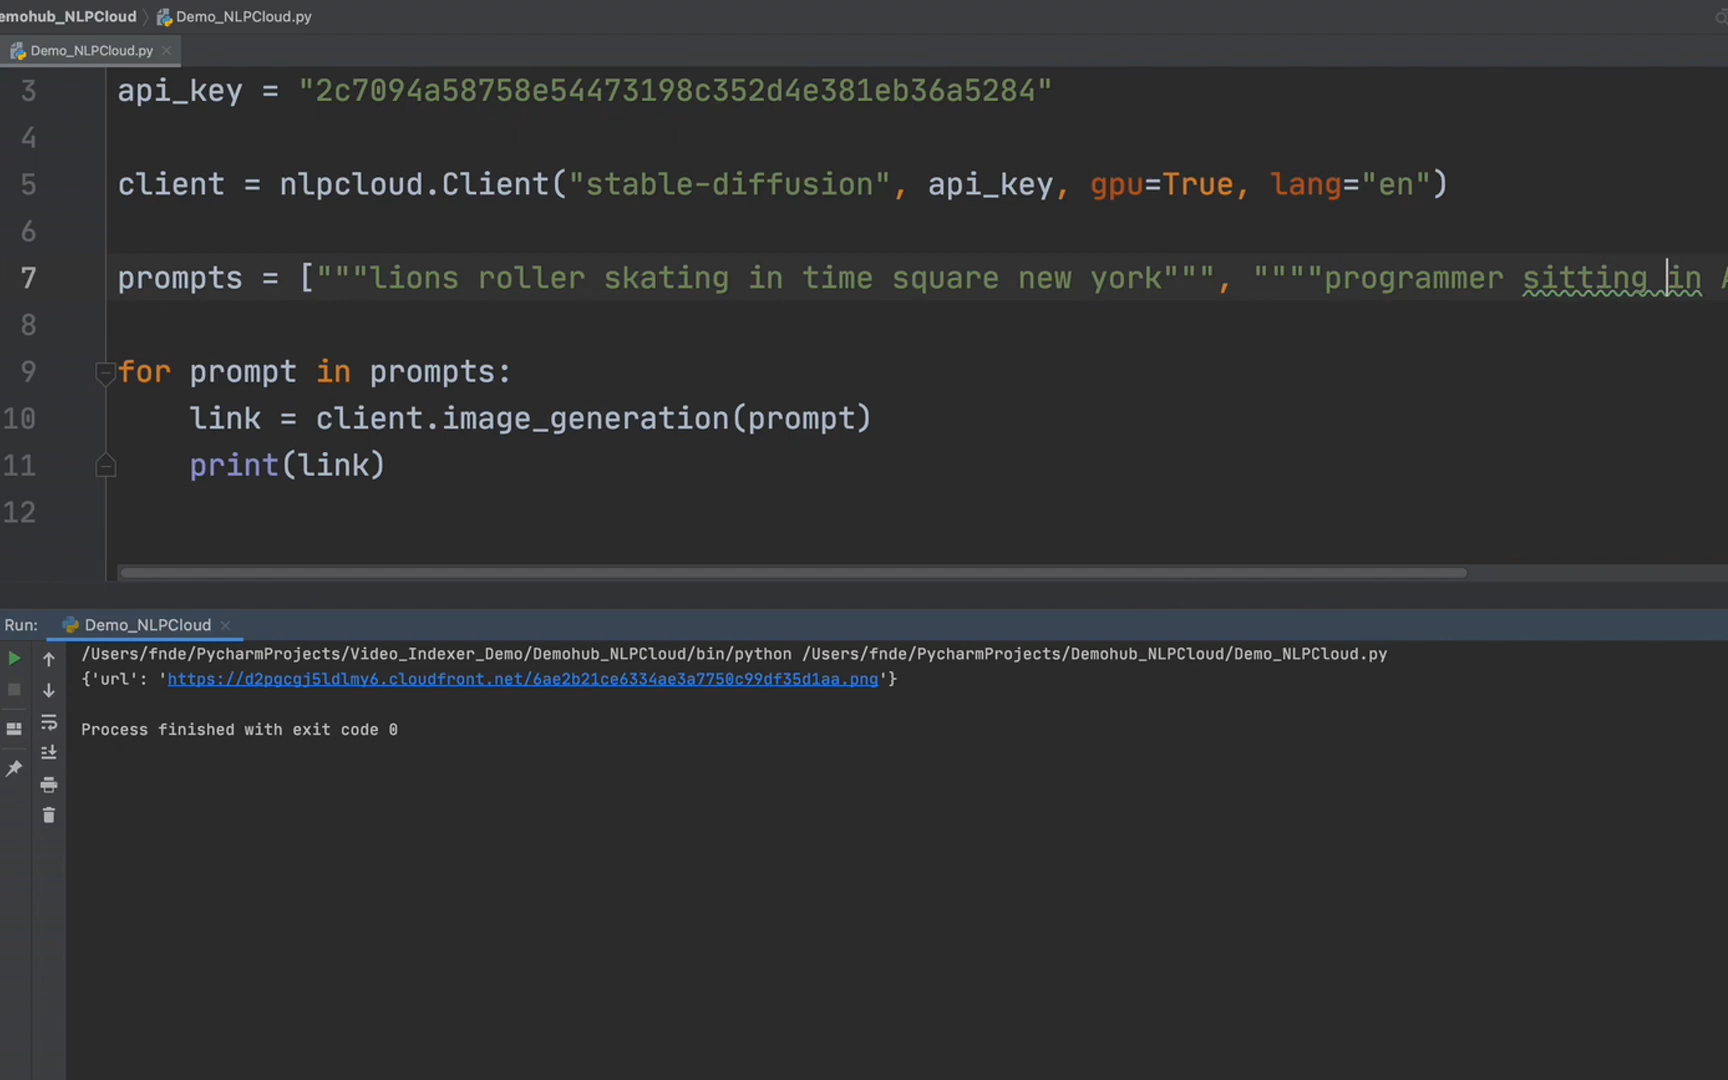 emohub_NLPCloud Demo_NLPCloud.py
Demo_NLPCloud.py
3 api_key = "2c7094a58758e54473198c352d4e381eb36a5284"
4
5 client = nlpcloud.Client("stable-diffusion", api_key, gpu=True, lang="en")
6
7 prompts = ["""lions roller skating in time square new york""", """"programmer sitting in A
8
9 for prompt in prompts:
10 link = client.image_generation(prompt)
11 print(link)
12
Run: Demo_NLPCloud
/Users/fnde/PycharmProjects/Video_Indexer_Demo/Demohub_NLPCloud/bin/python /Users/fnde/PycharmProjects/Demohub_NLPCloud/Demo_NLPCloud.py
{'url': 'https://d2pgcgj5ldlmy6.cloudfront.net/6ae2b21ce6334ae3a7750c99df35d1aa.png'}
Process finished with exit code 0